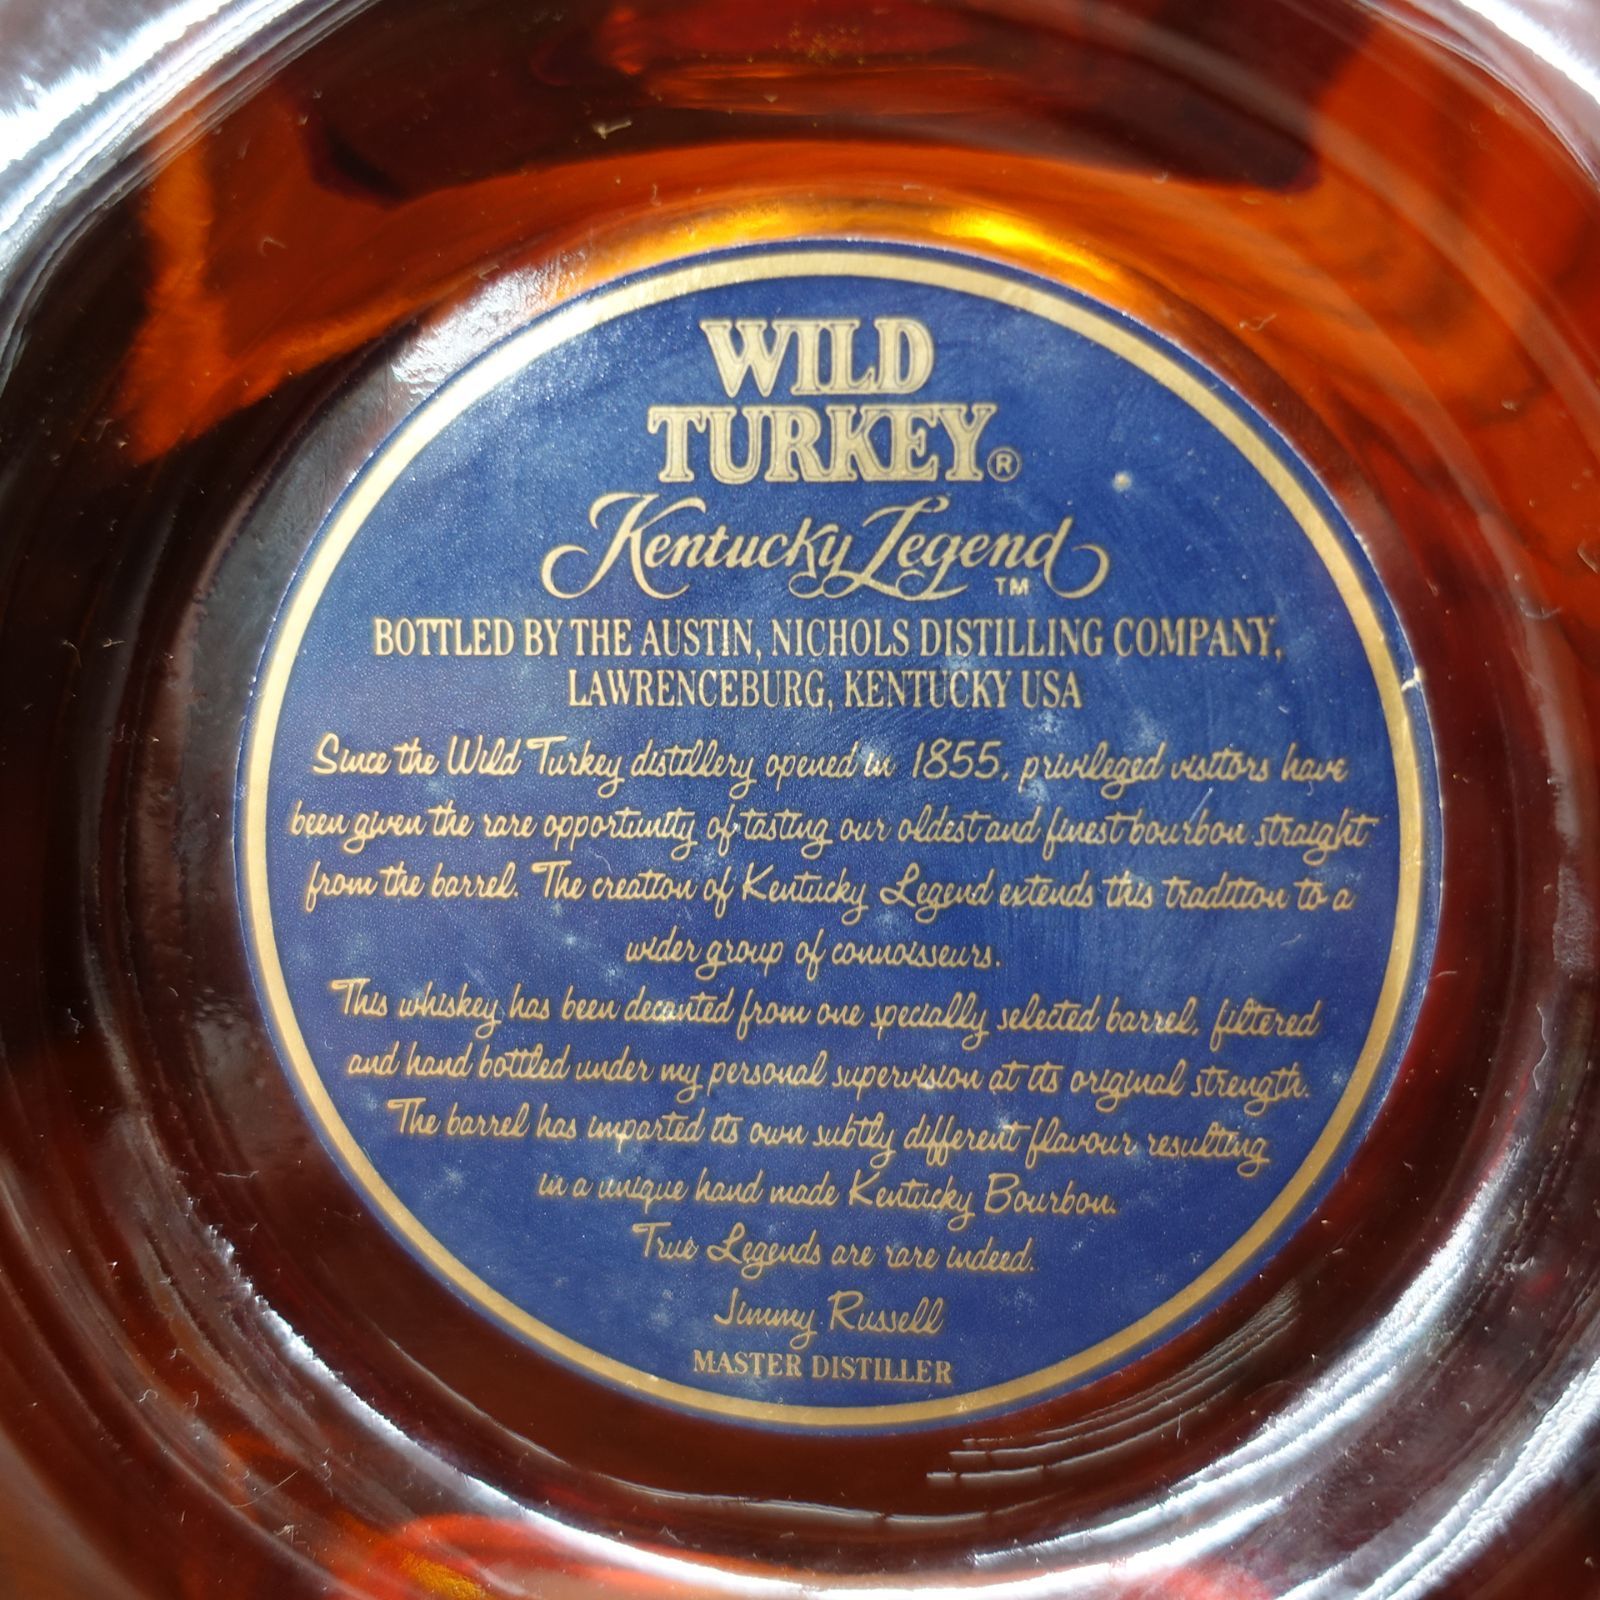 WILD
TURKEY®
Kentucky Legend™
BOTTLED BY THE AUSTIN, NICHOLS DISTILLING COMPANY,
LAWRENCEBURG, KENTUCKY USA
Since the Wild Turkey distillery opened in 1855, privileged visitors have
been given the rare opportunity of tasting our oldest and finest bourbon straight
from the barrel. The creation of Kentucky Legend extends this tradition to a
wider group of connoisseurs.
This whiskey has been decanted from one specially selected barrel, filtered
and hand bottled under my personal supervision at its original strength.
The barrel has imparted its own subtly different flavour resulting
in a unique hand made Kentucky Bourbon.
True Legends are rare indeed.
Jimmy Russell
MASTER DISTILLER